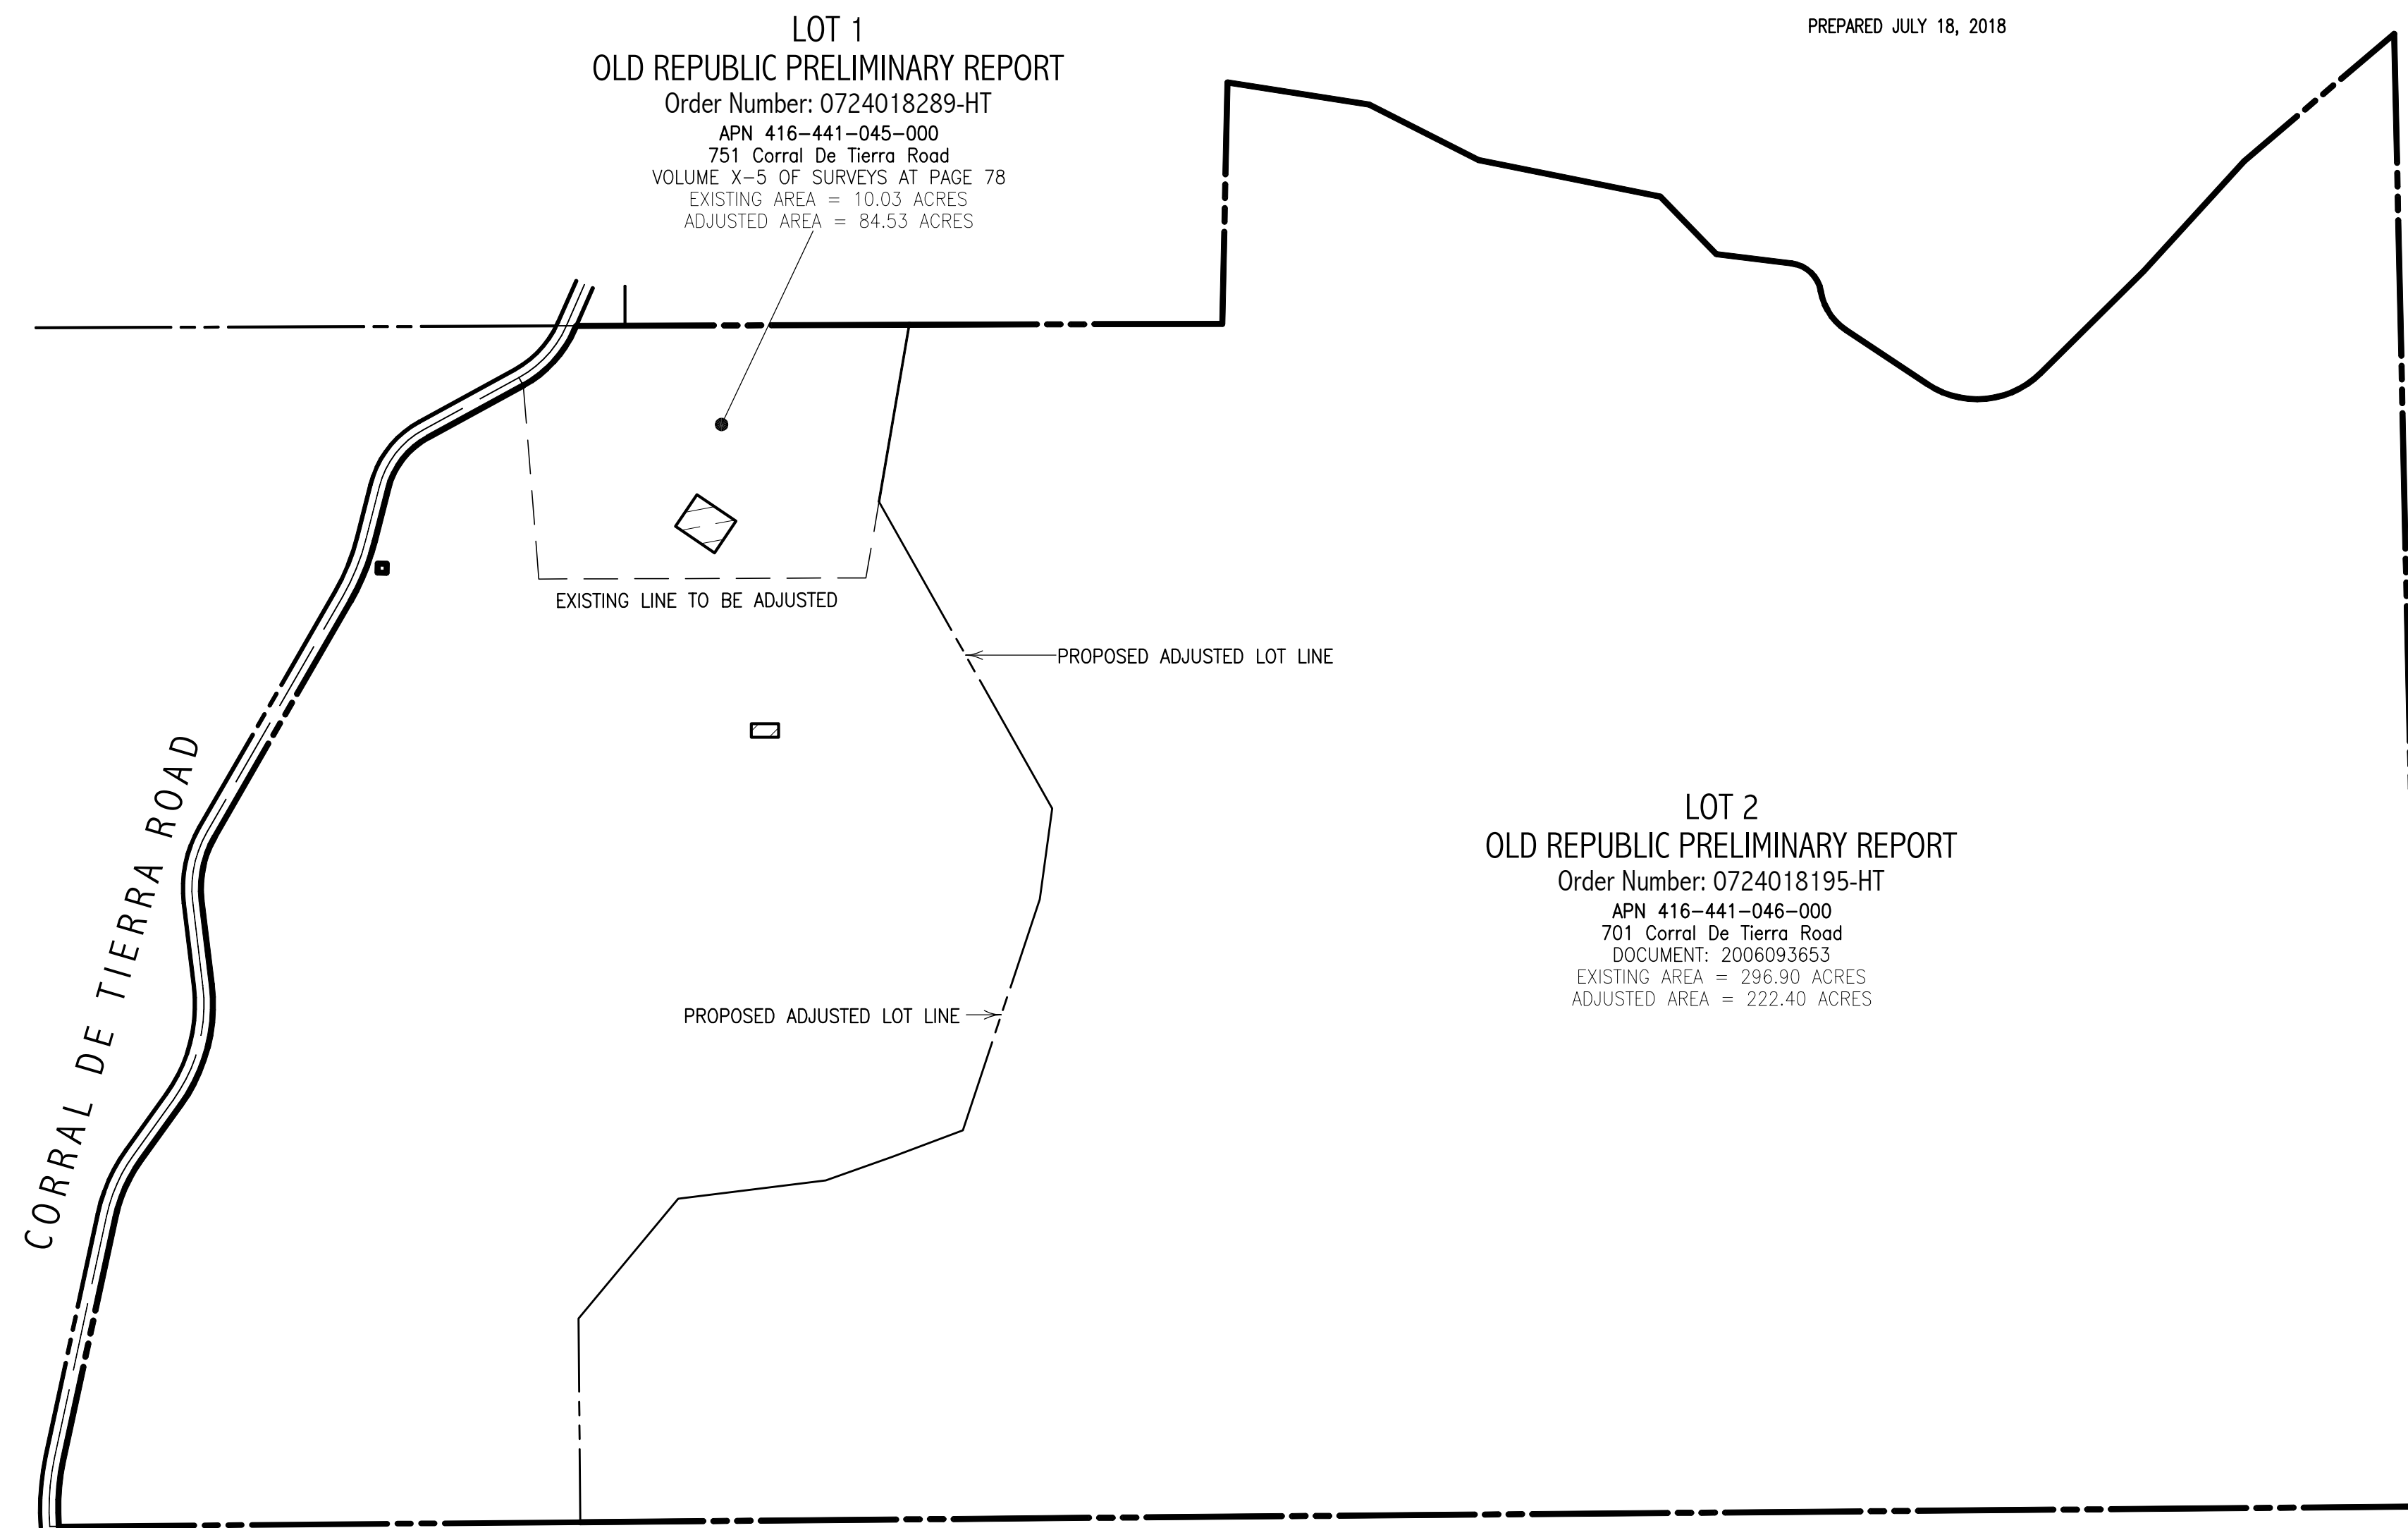 PREPARED JULY 18, 2018
LOT 1
OLD REPUBLIC PRELIMINARY REPORT
Order Number: 0724018289-HT
APN 416-441-045-000
751 Corral De Tierra Road
VOLUME X-5 OF SURVEYS AT PAGE 78
EXISTING AREA = 10.03 ACRES
ADJUSTED AREA = 84.53 ACRES
EXISTING LINE TO BE ADJUSTED
PROPOSED ADJUSTED LOT LINE
CORRAL DE TIERRA ROAD
LOT 2
OLD REPUBLIC PRELIMINARY REPORT
Order Number: 0724018195-HT
APN 416-441-046-000
701 Corral De Tierra Road
DOCUMENT: 2006093653
EXISTING AREA = 296.90 ACRES
ADJUSTED AREA = 222.40 ACRES
PROPOSED ADJUSTED LOT LINE